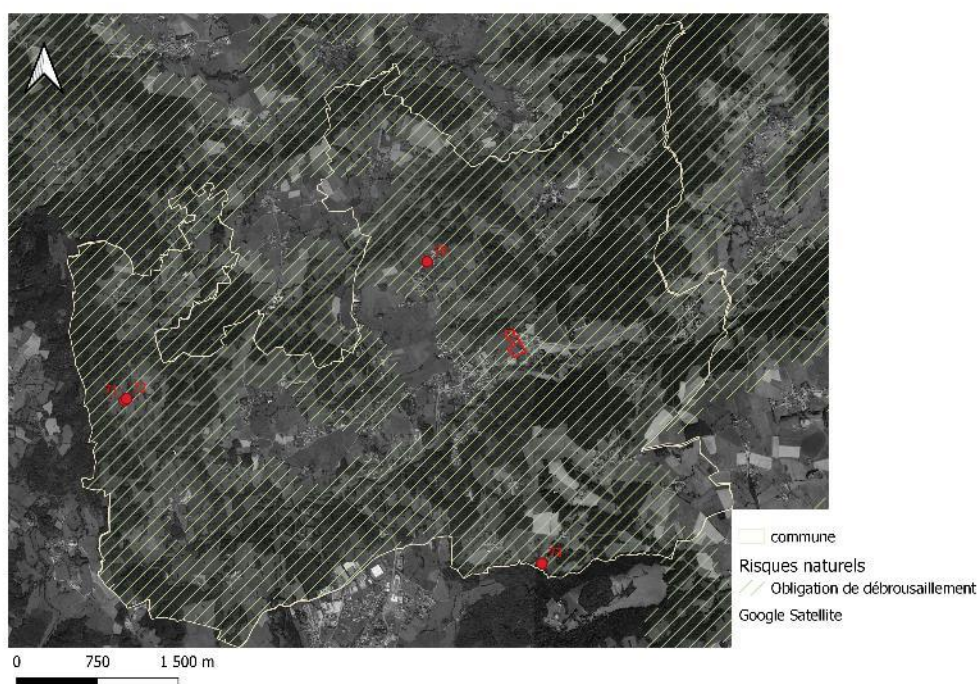 commune
Risques naturels
Obligation de débrousaillement
Google Satellite
0 750 1 500 m